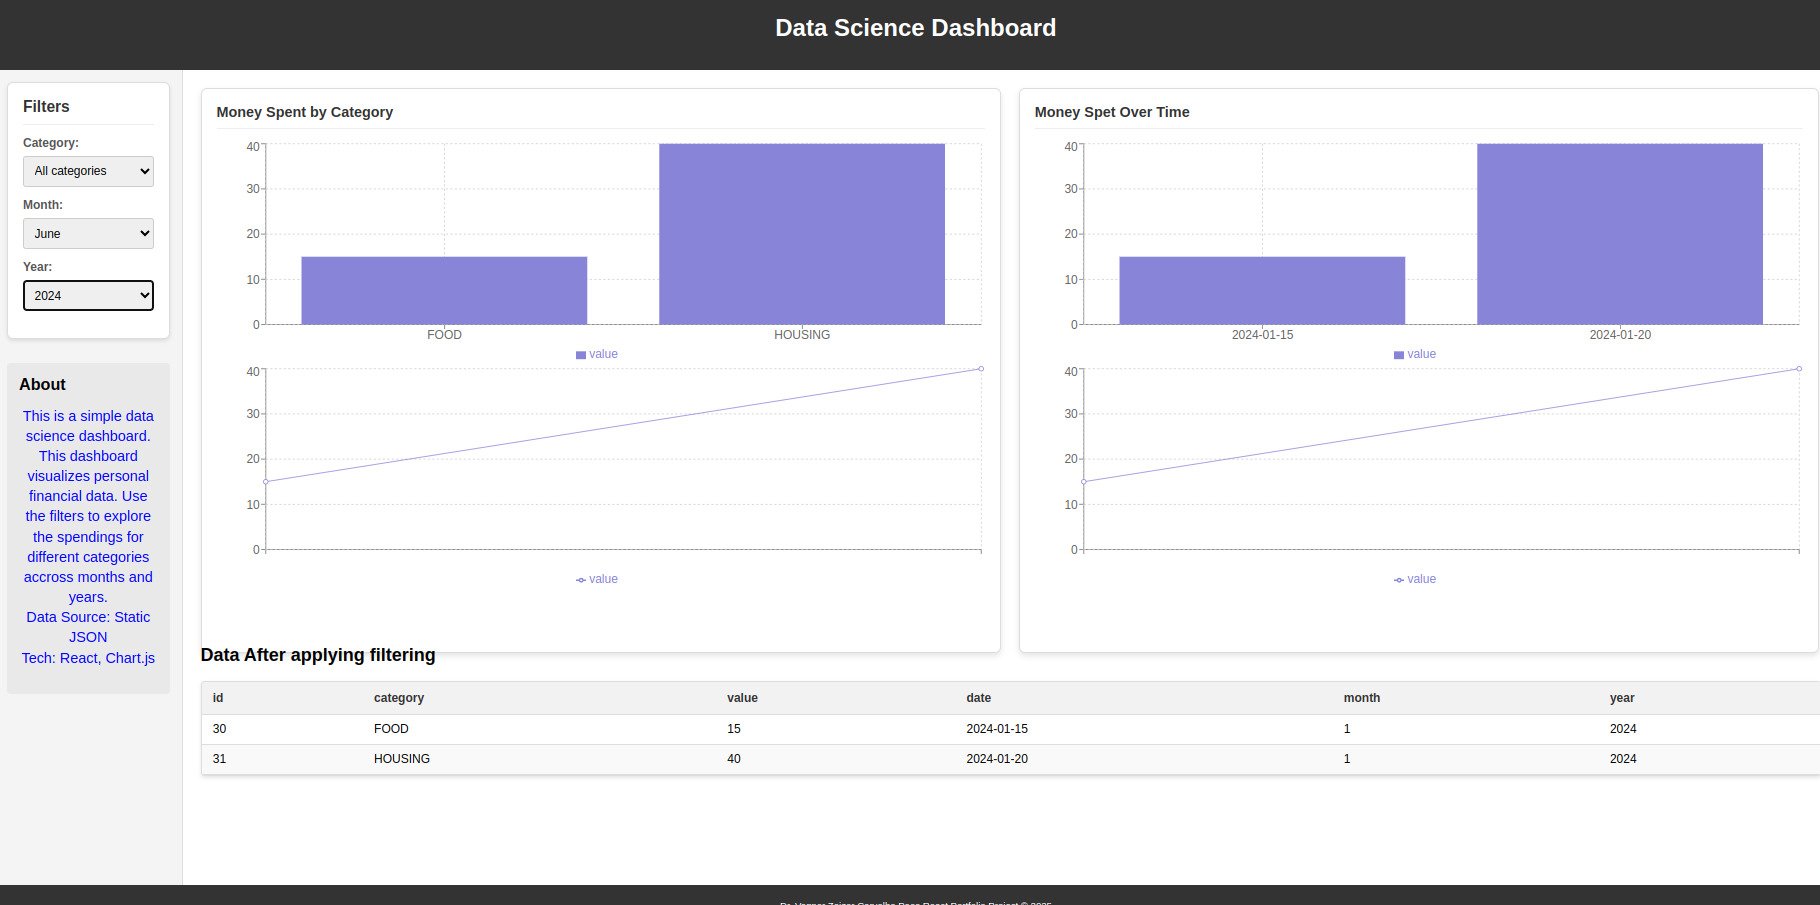 Data Science Dashboard
Filters
Category:
All categories
Month:
June
Year:
2024
About
This is a simple data
science dashboard.
This dashboard
visualizes personal
financial data. Use
the filters to explore
the spendings for
different categories
accross months and
years.
Data Source: Static
JSON
Tech: React, Chart.js
Money Spent by Category
40
30
20
10
0
FOOD HOUSING
value
40
30
20
10
0
value
Money Spet Over Time
40
30
20
10
0
2024-01-15 2024-01-20
value
40
30
20
10
0
value
Data After applying filtering
id category value date month year
30 FOOD 15 2024-01-15 1 2024
31 HOUSING 40 2024-01-20 1 2024